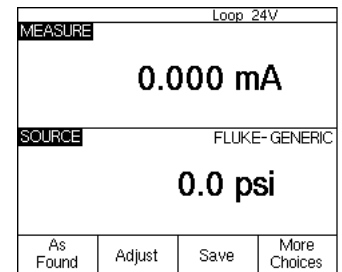 Loop 24V
MEASURE
0.000 mA
SOURCE
FLUKE-GENERIC
0.0 psi
As Found
Adjust
Save
More Choices